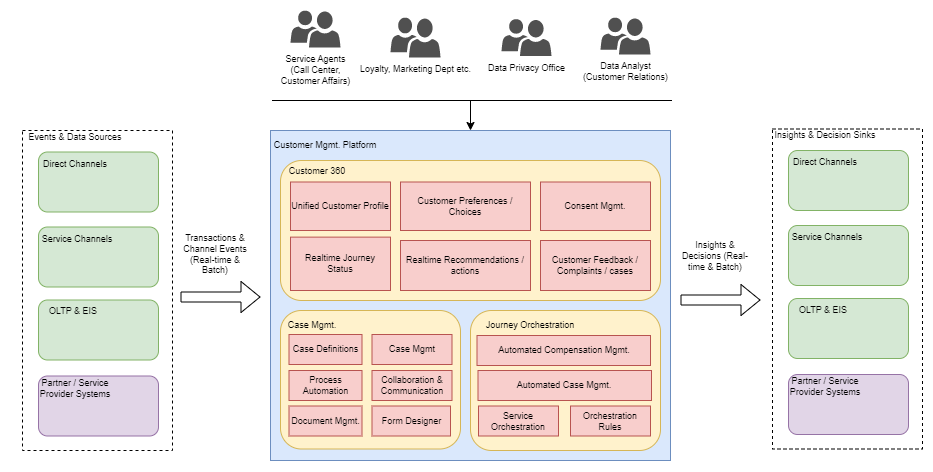 Service Agents
(Call Center,
Customer Affairs)
Loyalty, Marketing Dept etc.
Data Privacy Office
Data Analyst
(Customer Relations)
Events & Data Sources
Direct Channels
Service Channels
OLTP & EIS
Partner / Service
Provider Systems
Transactions &
Channel Events
(Real-time &
Batch)
Customer Mgmt. Platform
Customer 360
Unified Customer Profile
Customer Preferences /
Choices
Consent Mgmt.
Realtime Journey
Status
Realtime Recommendations /
actions
Customer Feedback /
Complaints / cases
Case Mgmt.
Case Definitions
Case Mgmt
Process
Automation
Collaboration &
Communication
Document Mgmt.
Form Designer
Journey Orchestration
Automated Compensation Mgmt.
Automated Case Mgmt.
Service
Orchestration
Orchestration
Rules
Insights &
Decisions (Real-
time & Batch)
Insights & Decision Sinks
Direct Channels
Service Channels
OLTP & EIS
Partner / Service
Provider Systems